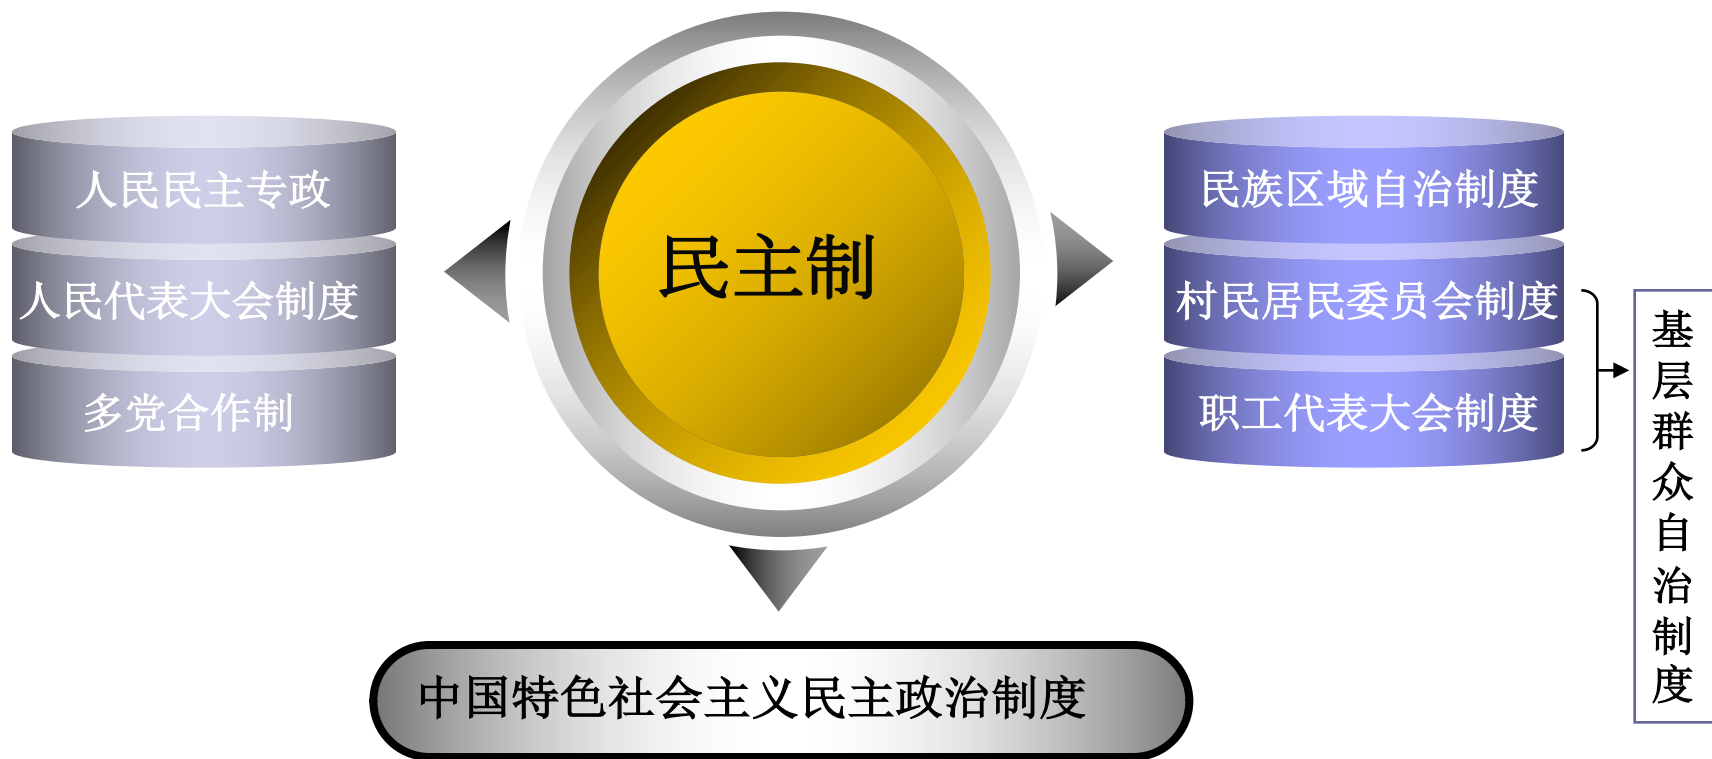 人民民主专政
人民代表大会制度
多党合作制
民主制
民族区域自治制度
村民居民委员会制度
职工代表大会制度
基层群众自治制度
中国特色社会主义民主政治制度